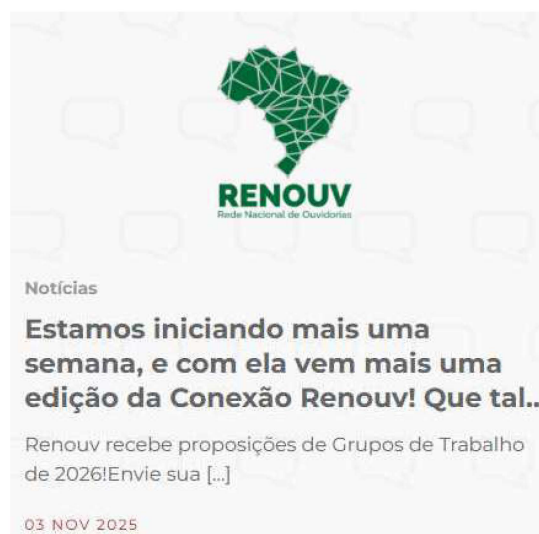 RENOUV
Rede Nacional de Ouvidorias
Notícias
Estamos iniciando mais uma
semana, e com ela vem mais uma
edição da Conexão Renouv! Que tal..
Renouv recebe proposições de Grupos de Trabalho
de 2026!Envie sua [...]
03 NOV 2025